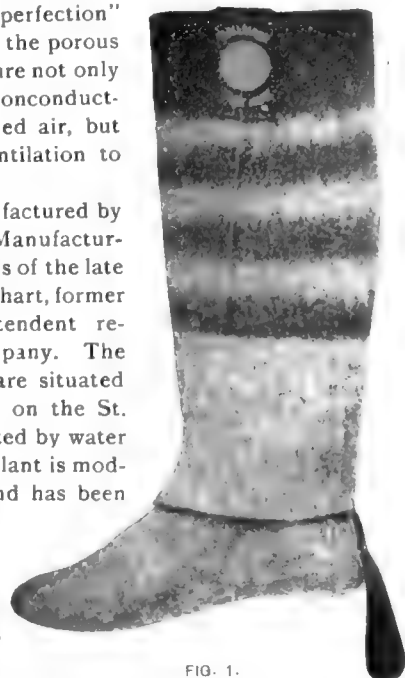 perfection"
the porous
are not only
onconduct-
ed air, but
ntilation to
factured by
Manufactur-
s of the late
hart, former
tendent re-
pany. The
are situated
on the St.
ted by water
lant is mod-
nd has been
FIG. 1.